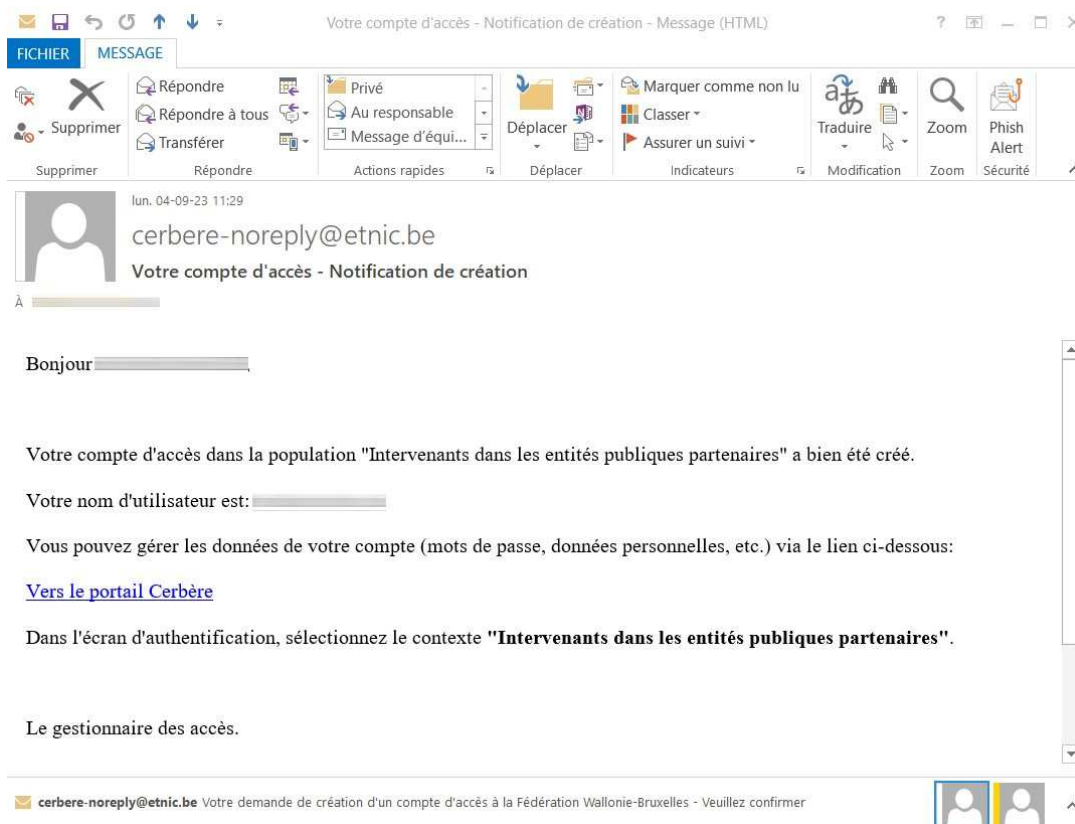 Votre compte d'accès - Notification de création - Message (HTML)
?
FICHIER MESSAGE
Supprimer
Répondre
Répondre à tous
Transférer
Privé
Au responsable
Message d'équi...
Déplacer
Marquer comme non lu
Classer
Assurer un suivi
Traduire
Zoom
Phish Alert
Supprimer Répondre Actions rapides Déplacer Indicateurs Modification Zoom Sécurité
lun. 04-09-23 11:29
cerbere-noreply@etnic.be
Votre compte d'accès - Notification de création
À
Bonjour ,
Votre compte d'accès dans la population "Intervenants dans les entités publiques partenaires" a bien été créé.
Votre nom d'utilisateur est:
Vous pouvez gérer les données de votre compte (mots de passe, données personnelles, etc.) via le lien ci-dessous:
Vers le portail Cerbère
Dans l'écran d'authentification, sélectionnez le contexte "Intervenants dans les entités publiques partenaires".
Le gestionnaire des accès.
cerbere-noreply@etnic.be Votre demande de création d'un compte d'accès à la Fédération Wallonie-Bruxelles - Veuillez confirmer